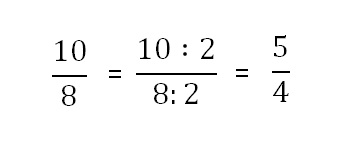 10/8 = 10 : 2/8: 2 = 5/4